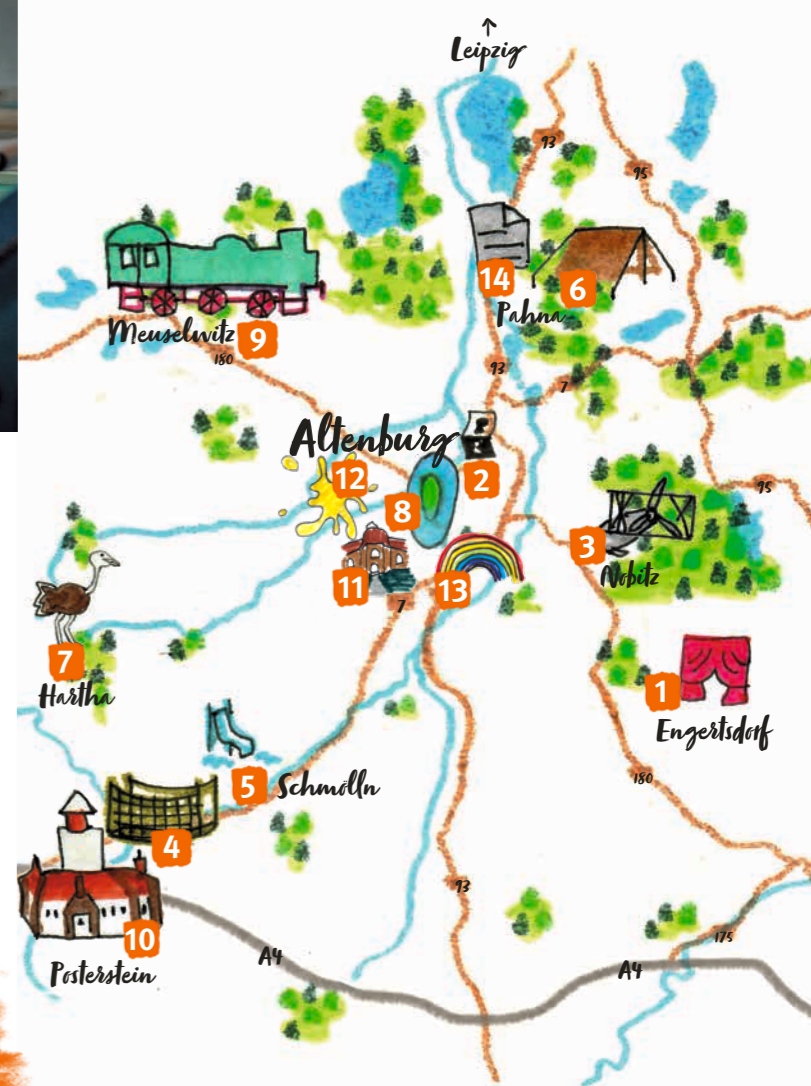 ↑
Leipzig
93
95
14
6
Pahna
Meuselwitz 9
180
93
7
Altenburg
12
2
8
95
3
Nobitz
11
13
7
7
Hartha
1
Engertsdorf
5 Schmölln
180
4
93
10
175
Posterstein
A4
A4